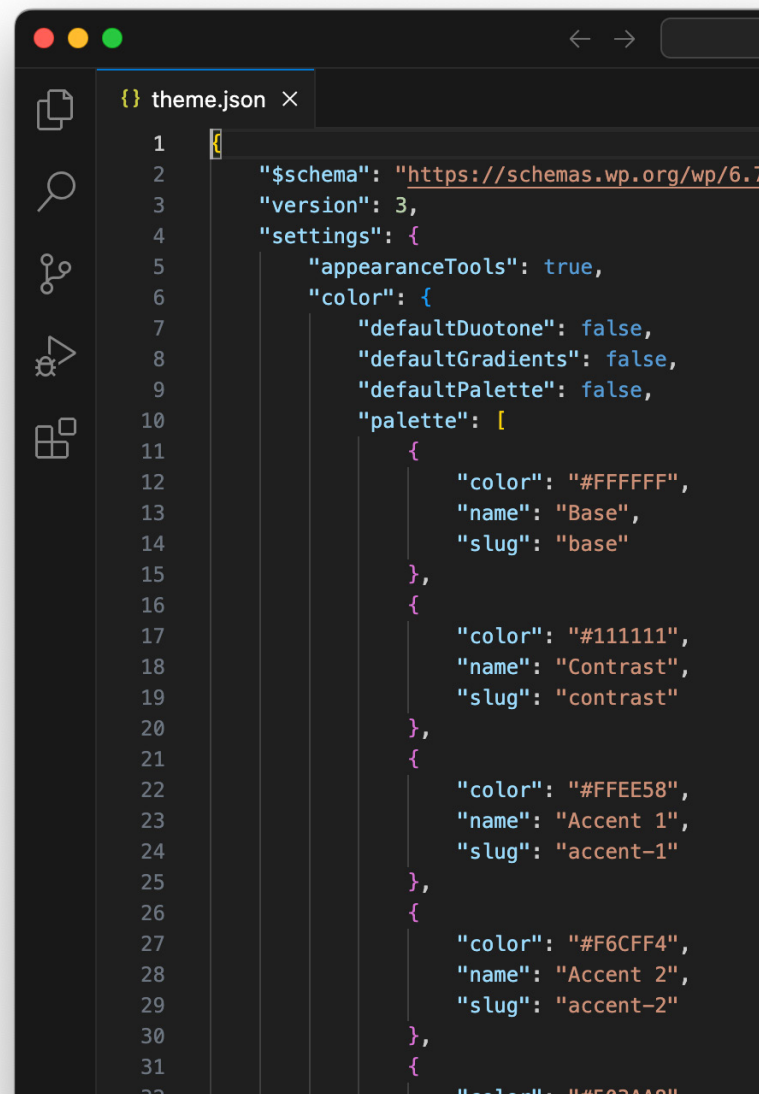 {} theme.json ×
1 {
2 "$schema": "https://schemas.wp.org/wp/6.7
3 "version": 3,
4 "settings": {
5 "appearanceTools": true,
6 "color": {
7 "defaultDuotone": false,
8 "defaultGradients": false,
9 "defaultPalette": false,
10 "palette": [
11 {
12 "color": "#FFFFFF",
13 "name": "Base",
14 "slug": "base"
15 },
16 {
17 "color": "#111111",
18 "name": "Contrast",
19 "slug": "contrast"
20 },
21 {
22 "color": "#FFEE58",
23 "name": "Accent 1",
24 "slug": "accent-1"
25 },
26 {
27 "color": "#F6CFF4",
28 "name": "Accent 2",
29 "slug": "accent-2"
30 },
31 {